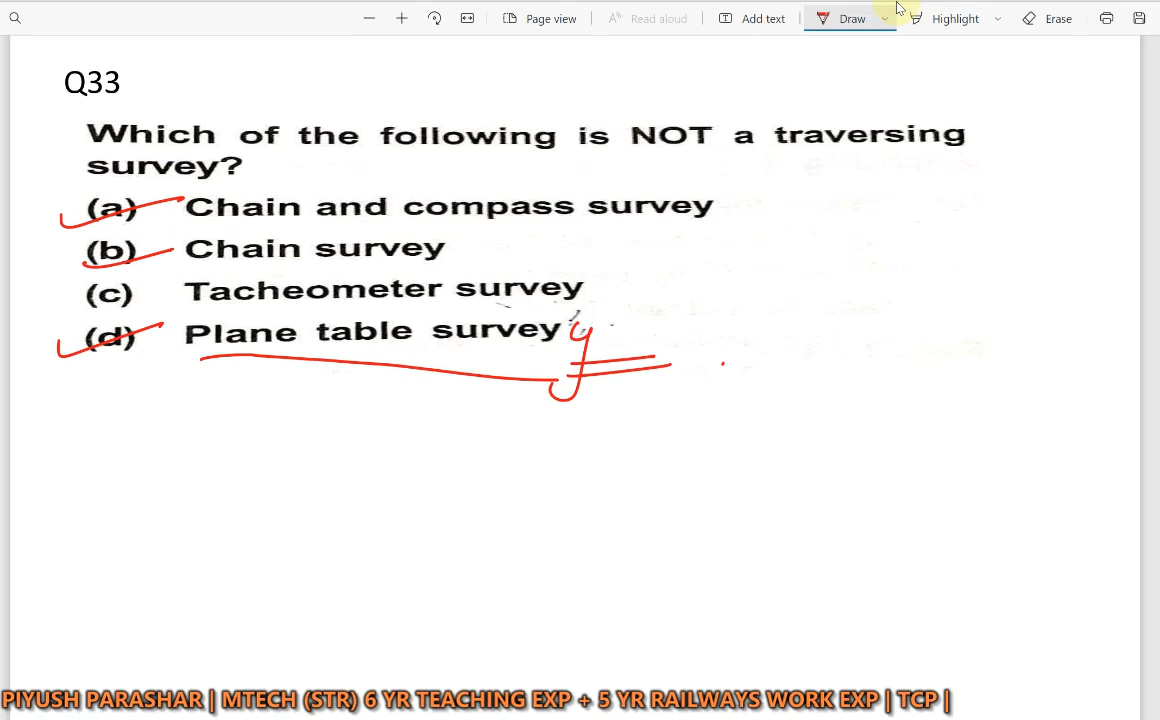 Page view
Read aloud
Add text
Draw
Highlight
Erase
Q33
Which of the following is NOT a traversing
survey?
(a) Chain and compass survey
(b) Chain survey
(c) Tacheometer survey
(d) Plane table survey
y
PIYUSH PARASHAR | MTECH (STR) 6 YR TEACHING EXP + 5 YR RAILWAYS WORK EXP | TCP |